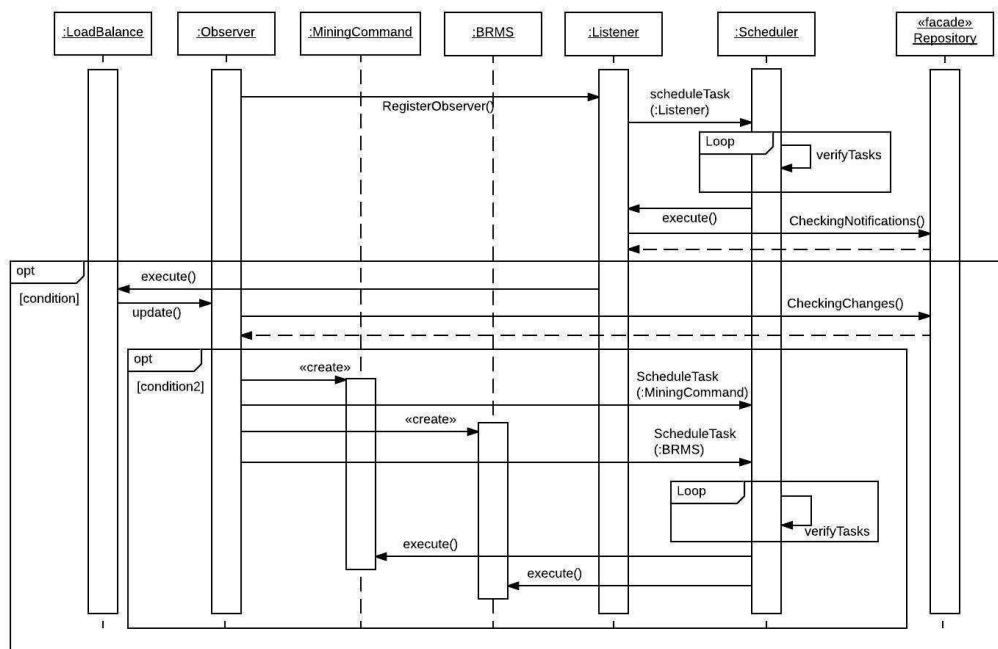 :LoadBalance
:Observer
:MiningCommand
:BRMS
:Listener
:Scheduler
«facade»
Repository
RegisterObserver()
scheduleTask
(:Listener)
Loop
verifyTasks
execute()
CheckingNotifications()
opt
[condition]
execute()
update()
CheckingChanges()
opt
[condition2]
«create»
ScheduleTask
(:MiningCommand)
«create»
ScheduleTask
(:BRMS)
Loop
verifyTasks
execute()
execute()